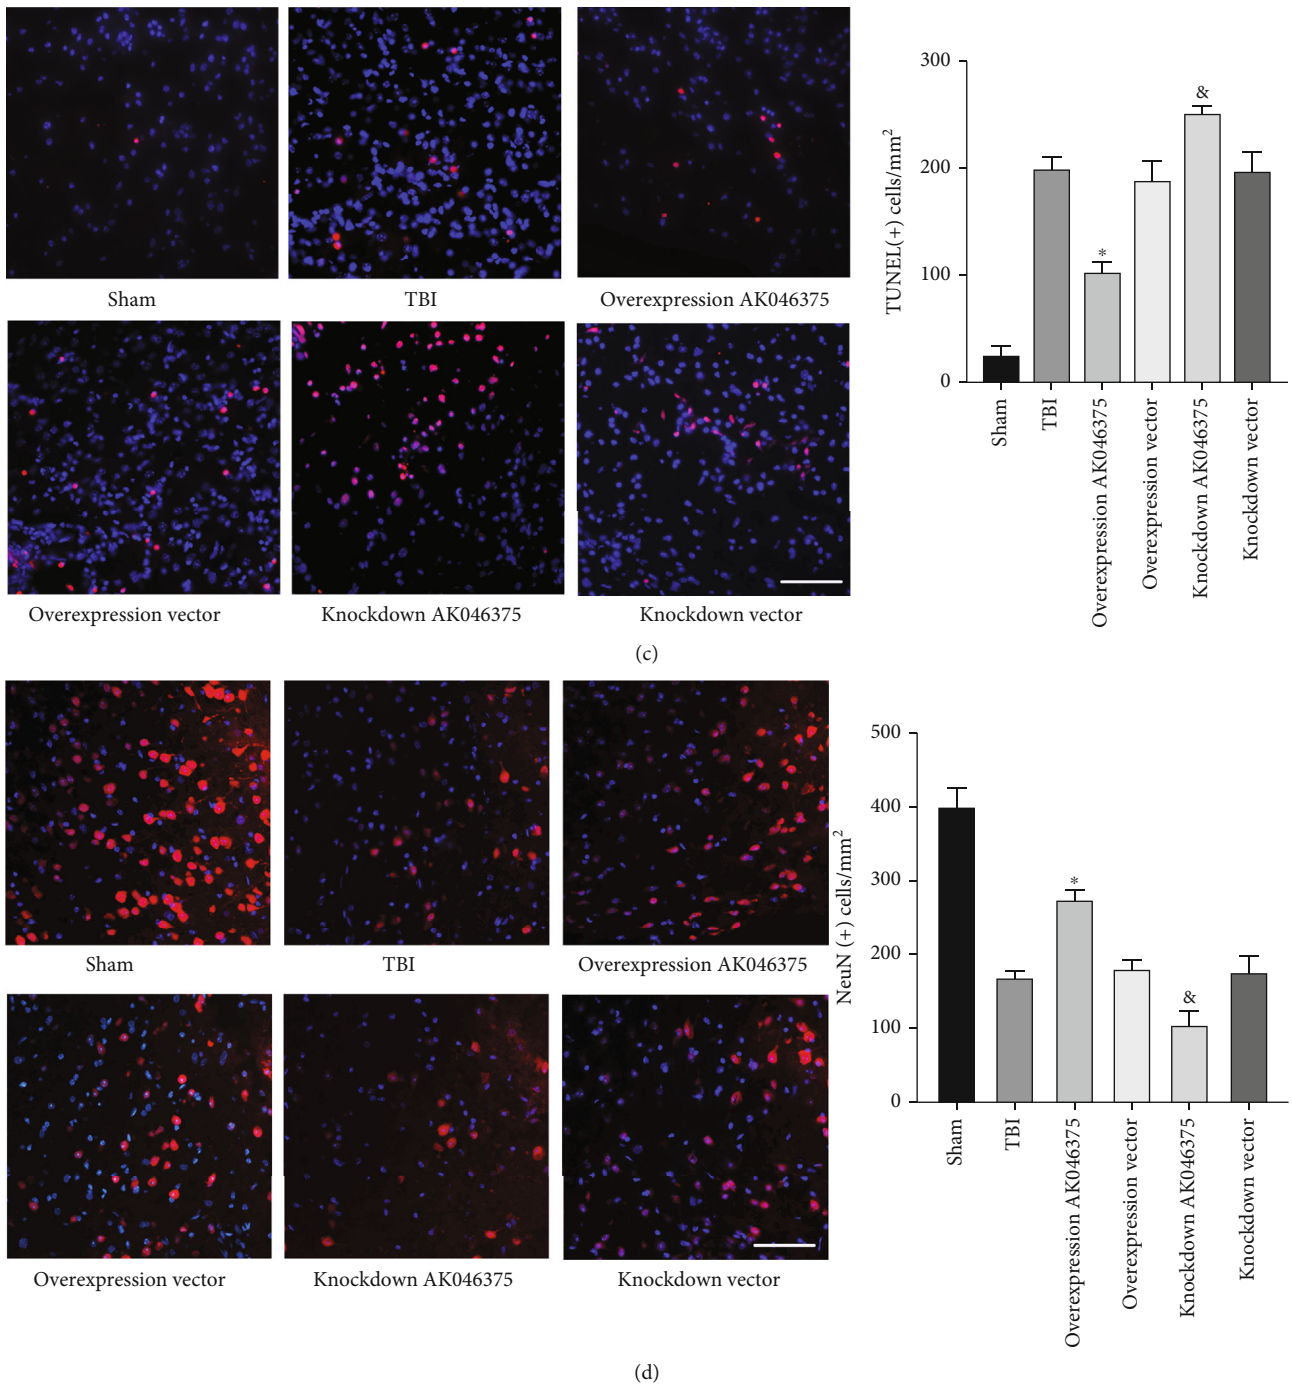 Sham
TBI
Overexpression AK046375
Overexpression vector
Knockdown AK046375
Knockdown vector
TUNEL(+) cells/mm²
300
200
100
0
*
&
Sham
TBI
Overexpression AK046375
Overexpression vector
Knockdown AK046375
Knockdown vector
(c)
Sham
TBI
Overexpression AK046375
Overexpression vector
Knockdown AK046375
Knockdown vector
NeuN (+) cells/mm²
500
400
300
200
100
0
*
&
Sham
TBI
Overexpression AK046375
Overexpression vector
Knockdown AK046375
Knockdown vector
(d)